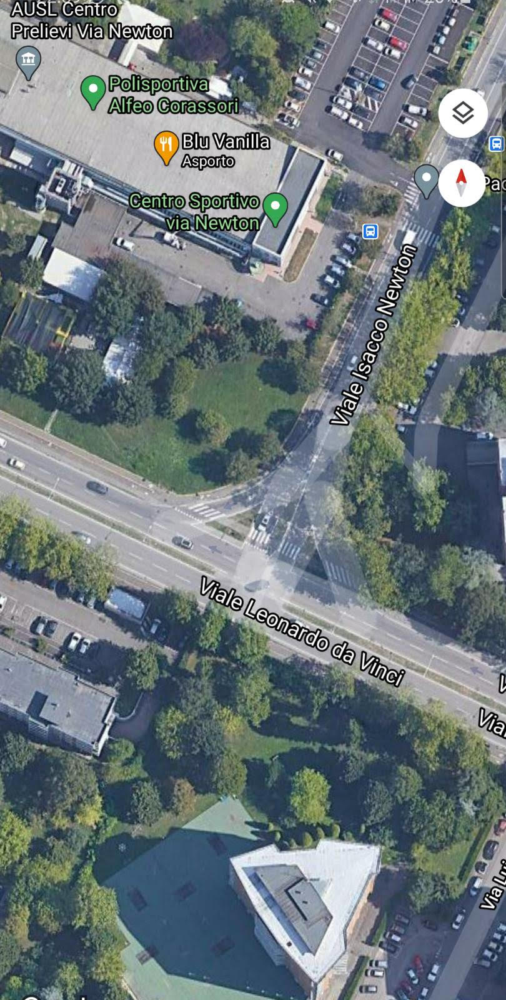 AUSL Centro
Prelievi Via Newton
Polisportiva
Alfeo Corassori
Blu Vanilla
Asporto
Centro Sportivo
via Newton
Viale Isacco Newton
Viale Leonardo da Vinci